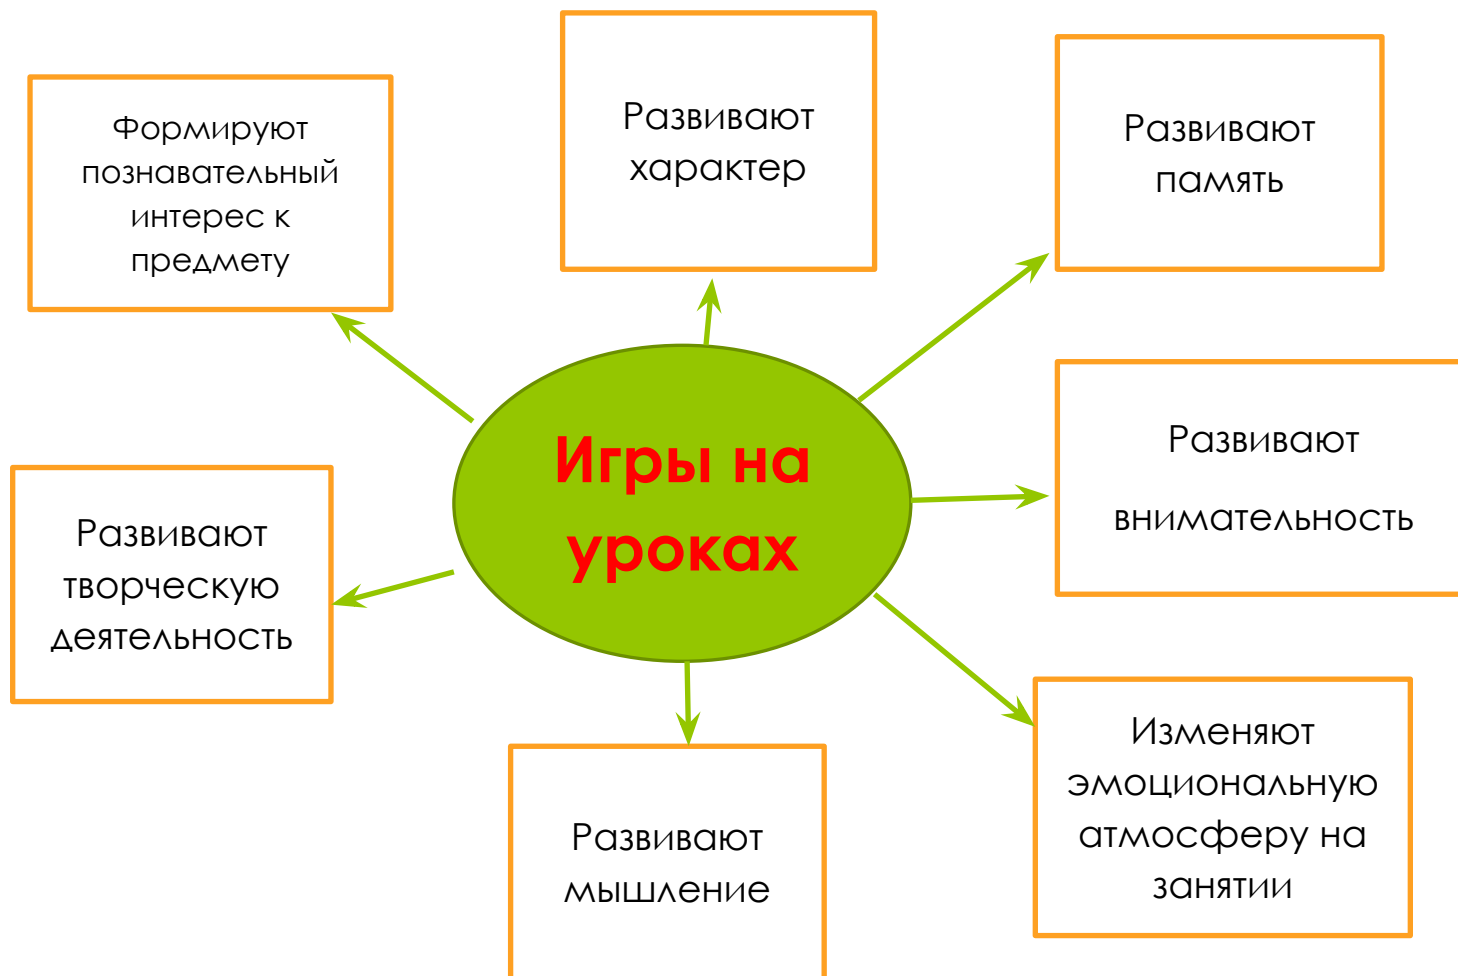 Формируют
познавательный
интерес к
предмету
Развивают
характер
Развивают
память
Игры на
уроках
Развивают
внимательность
Развивают
творческую
деятельность
Развивают
мышление
Изменяют
эмоциональную
атмосферу на
занятии